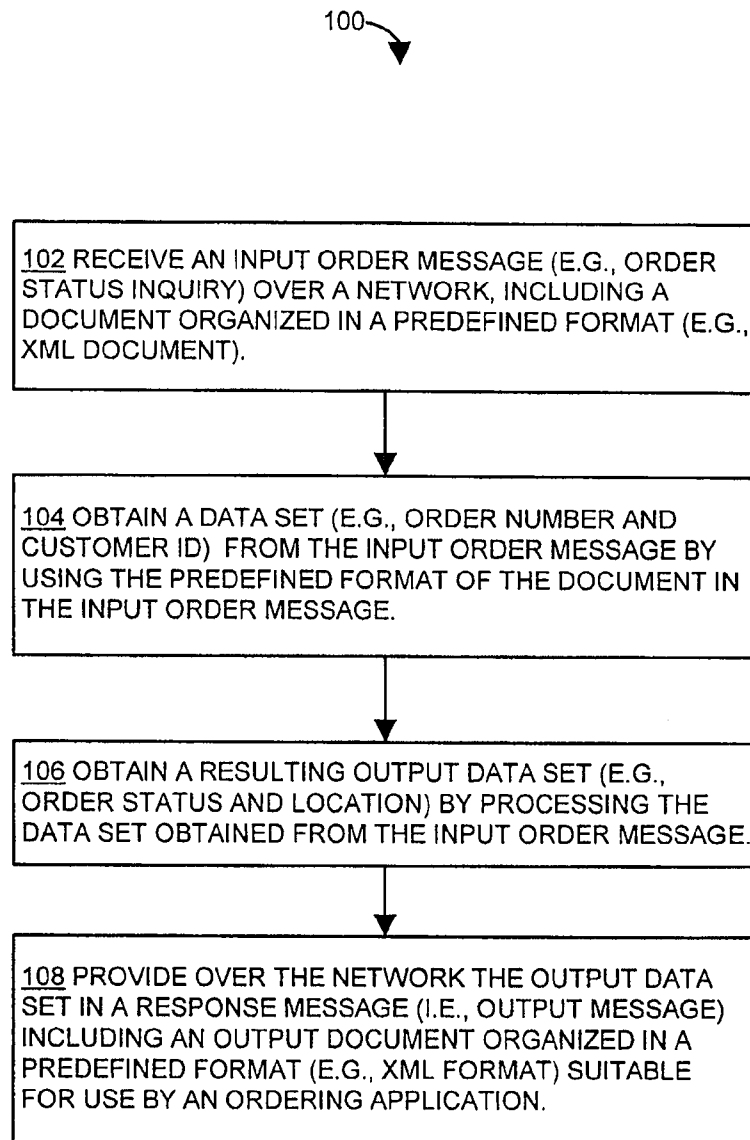 100
102 RECEIVE AN INPUT ORDER MESSAGE (E.G., ORDER
STATUS INQUIRY) OVER A NETWORK, INCLUDING A
DOCUMENT ORGANIZED IN A PREDEFINED FORMAT (E.G.,
XML DOCUMENT).
104 OBTAIN A DATA SET (E.G., ORDER NUMBER AND
CUSTOMER ID) FROM THE INPUT ORDER MESSAGE BY
USING THE PREDEFINED FORMAT OF THE DOCUMENT IN
THE INPUT ORDER MESSAGE.
106 OBTAIN A RESULTING OUTPUT DATA SET (E.G.,
ORDER STATUS AND LOCATION) BY PROCESSING THE
DATA SET OBTAINED FROM THE INPUT ORDER MESSAGE.
108 PROVIDE OVER THE NETWORK THE OUTPUT DATA
SET IN A RESPONSE MESSAGE (I.E., OUTPUT MESSAGE)
INCLUDING AN OUTPUT DOCUMENT ORGANIZED IN A
PREDEFINED FORMAT (E.G., XML FORMAT) SUITABLE
FOR USE BY AN ORDERING APPLICATION.